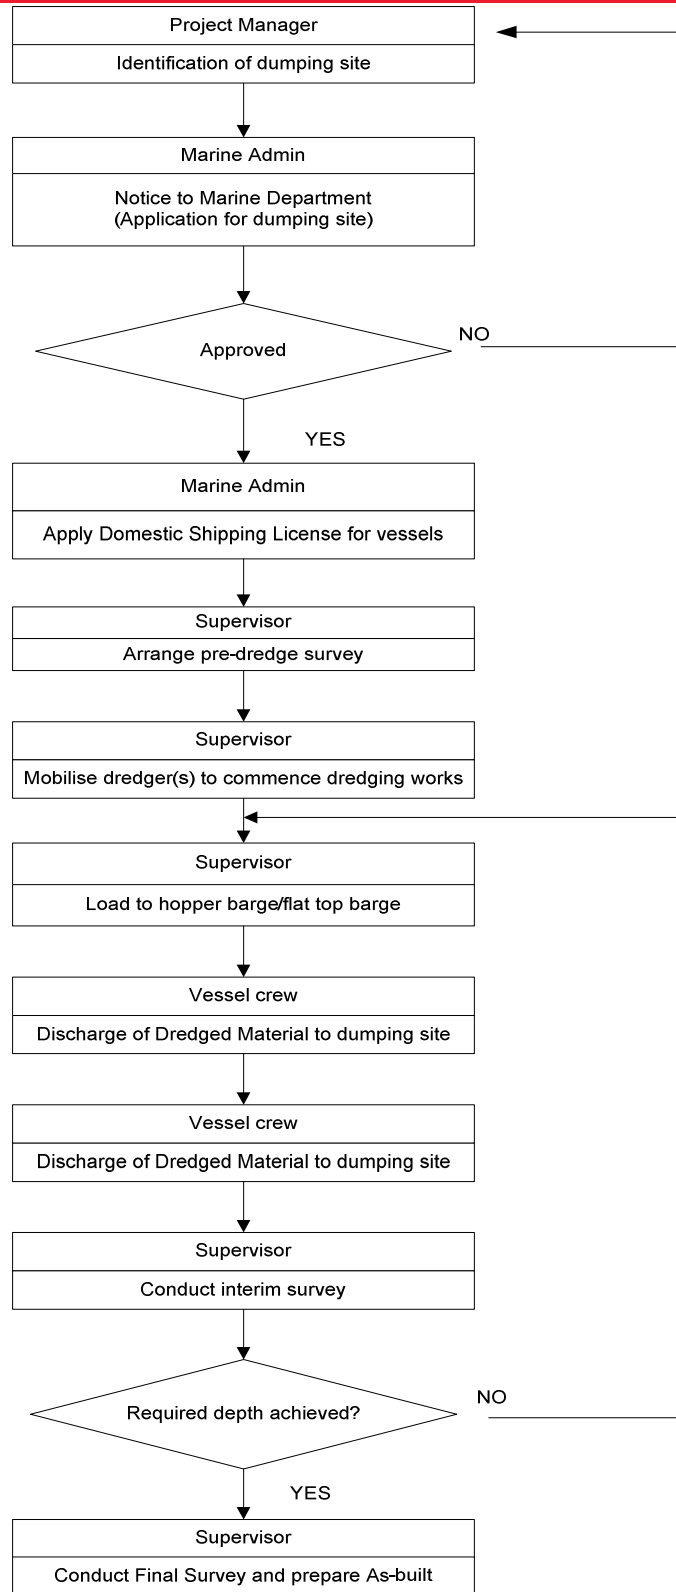 Project Manager
Identification of dumping site
Marine Admin
Notice to Marine Department
(Application for dumping site)
Approved
NO
YES
Marine Admin
Apply Domestic Shipping License for vessels
Supervisor
Arrange pre-dredge survey
Supervisor
Mobilise dredger(s) to commence dredging works
Supervisor
Load to hopper barge/flat top barge
Vessel crew
Discharge of Dredged Material to dumping site
Vessel crew
Discharge of Dredged Material to dumping site
Supervisor
Conduct interim survey
Required depth achieved?
NO
YES
Supervisor
Conduct Final Survey and prepare As-built